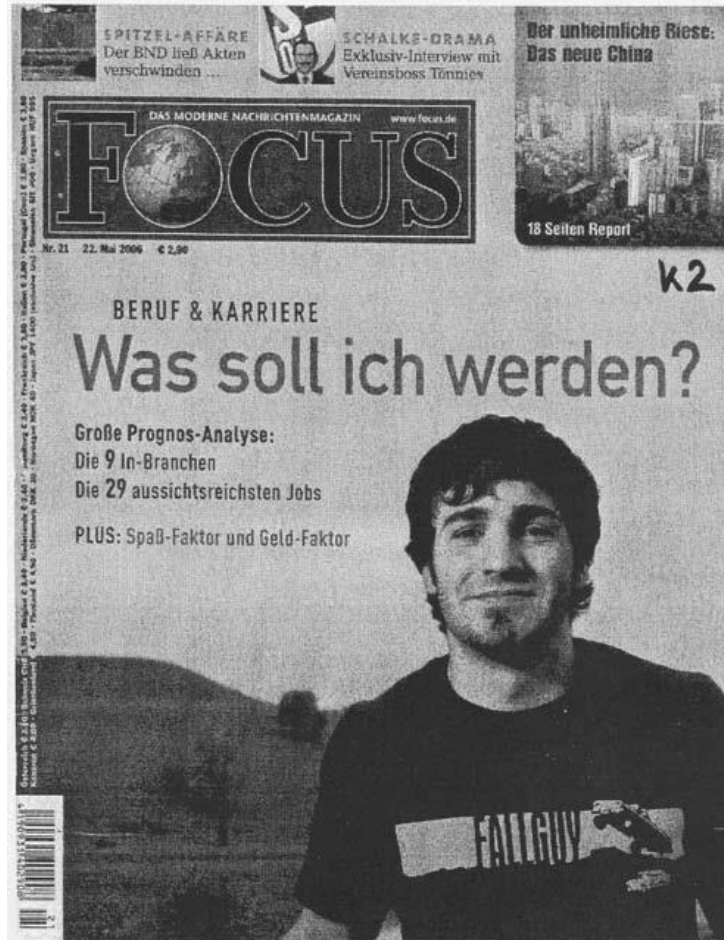 SPITZEL-AFFÄRE
Der BND ließ Akten
verschwinden ...
SCHALKE-DRAMA
Exklusiv-Interview mit
Vereinsboss Tönnies
Der unheimliche Riese:
Das neue China
18 Seiten Report
DAS MODERNE NACHRICHTENMAGAZIN www.focus.de
FOCUS
Nr. 21 22. Mai 2006 € 2,90
K2
BERUF & KARRIERE
Was soll ich werden?
Große Prognos-Analyse:
Die 9 In-Branchen
Die 29 aussichtsreichsten Jobs
PLUS: Spaß-Faktor und Geld-Faktor
FALLGUY